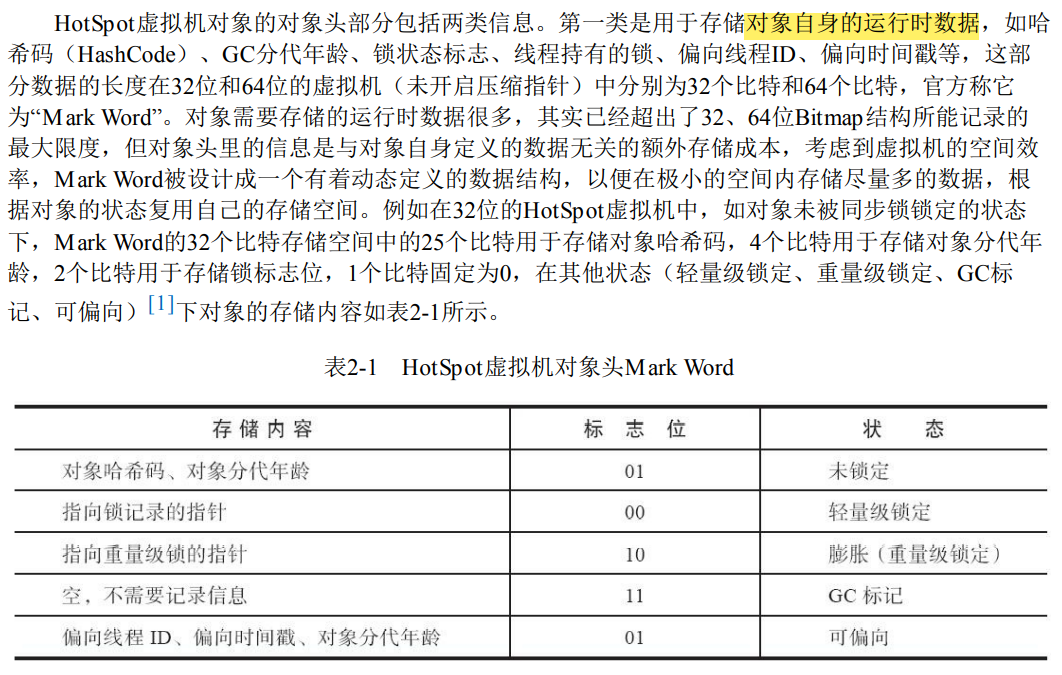 HotSpot虚拟机对象的对象头部分包括两类信息。第一类是用于存储对象自身的运行时数据，如哈
希码（HashCode）、GC分代年龄、锁状态标志、线程持有的锁、偏向线程ID、偏向时间戳等，这部
分数据的长度在32位和64位的虚拟机（未开启压缩指针）中分别为32个比特和64个比特，官方称它
为“Mark Word”。对象需要存储的运行时数据很多，其实已经超出了32、64位Bitmap结构所能记录的
最大限度，但对象头里的信息是与对象自身定义的数据无关的额外存储成本，考虑到虚拟机的空间效
率，Mark Word被设计成一个有着动态定义的数据结构，以便在极小的空间内存储尽量多的数据，根
据对象的状态复用自己的存储空间。例如在32位的HotSpot虚拟机中，如对象未被同步锁锁定的状态
下，Mark Word的32个比特存储空间中的25个比特用于存储对象哈希码，4个比特用于存储对象分代年
龄，2个比特用于存储锁标志位，1个比特固定为0，在其他状态（轻量级锁定、重量级锁定、GC标
记、可偏向）[1]下对象的存储内容如表2-1所示。
表2-1 HotSpot虚拟机对象头Mark Word
存储内容 标志位 状态
对象哈希码、对象分代年龄 01 未锁定
指向锁记录的指针 00 轻量级锁定
指向重量级锁的指针 10 膨胀（重量级锁定）
空，不需要记录信息 11 GC 标记
偏向线程 ID、偏向时间戳、对象分代年龄 01 可偏向